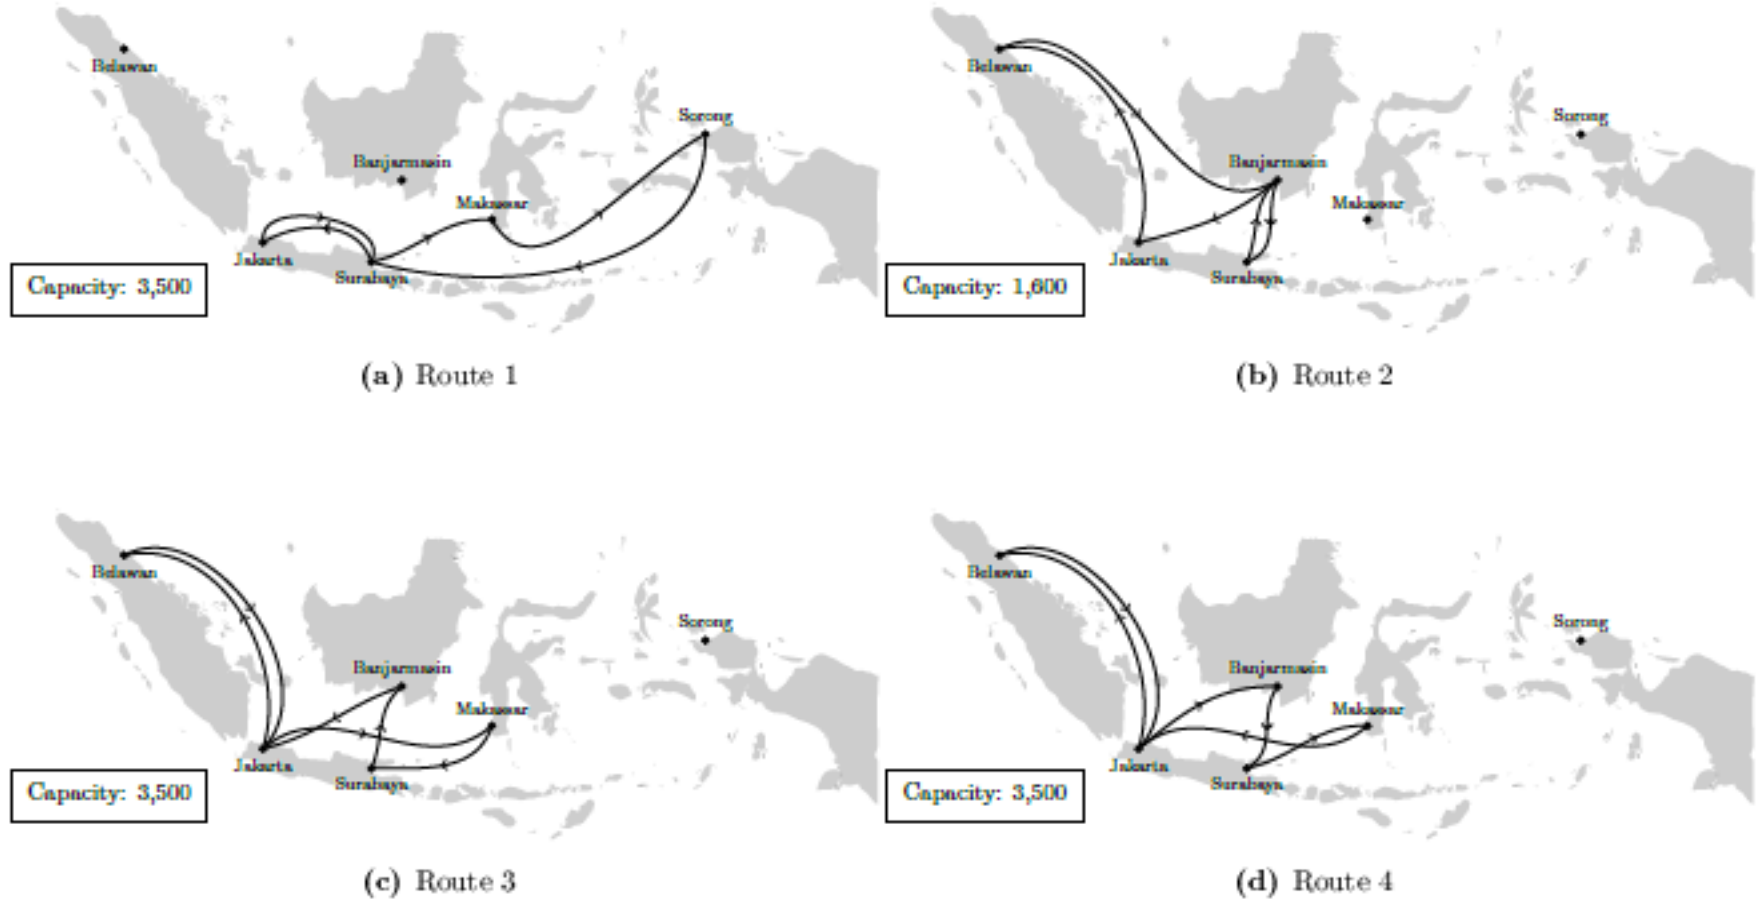 Belawan
Sorong
Banjarmasin
Makassar
Jakarta
Surabaya
Capacity: 3,500
(a) Route 1
Belawan
Sorong
Banjarmasin
Makassar
Jakarta
Surabaya
Capacity: 1,600
(b) Route 2
Belawan
Sorong
Banjarmasin
Makassar
Jakarta
Surabaya
Capacity: 3,500
(c) Route 3
Belawan
Sorong
Banjarmasin
Makassar
Jakarta
Surabaya
Capacity: 3,500
(d) Route 4